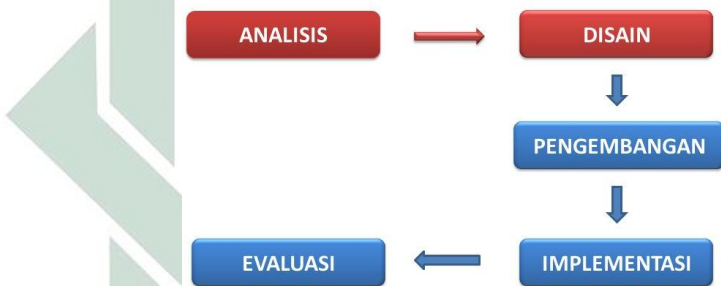 ANALISIS
DISAIN
PENGEMBANGAN
IMPLEMENTASI
EVALUASI